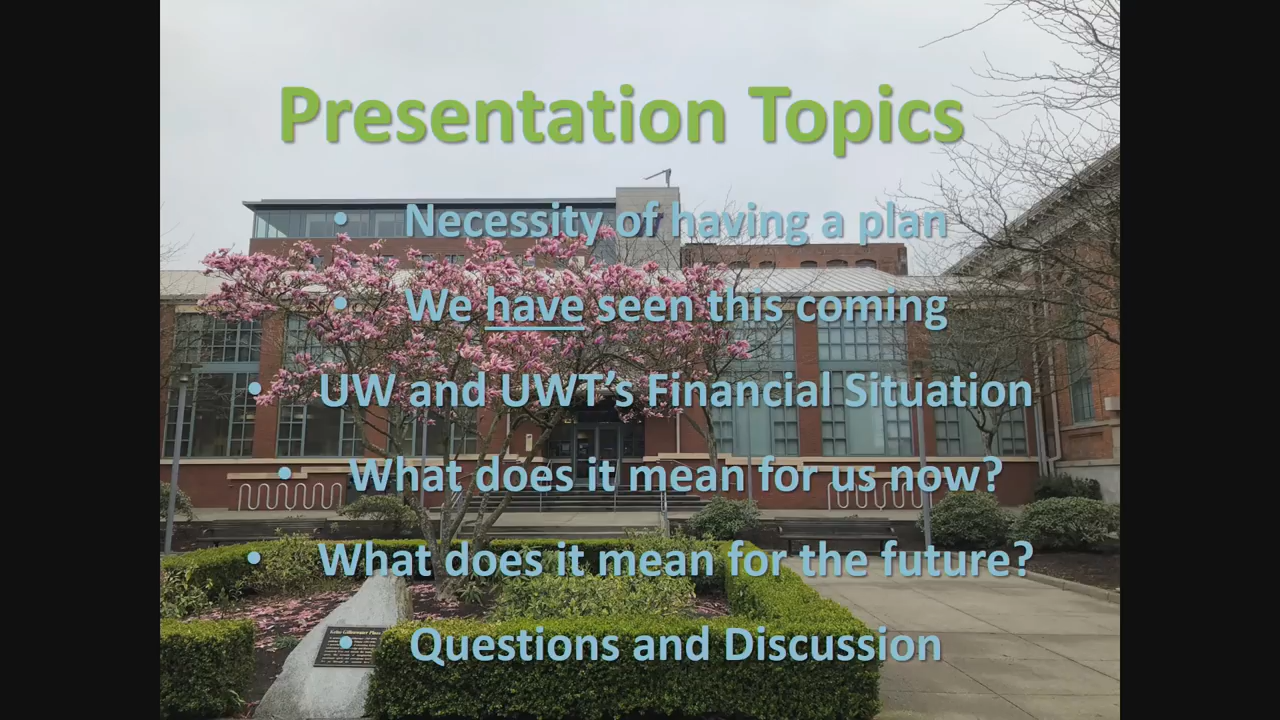 Presentation Topics
• Necessity of having a plan
• We have seen this coming
• UW and UWT's Financial Situation
• What does it mean for us now?
• What does it mean for the future?
• Questions and Discussion